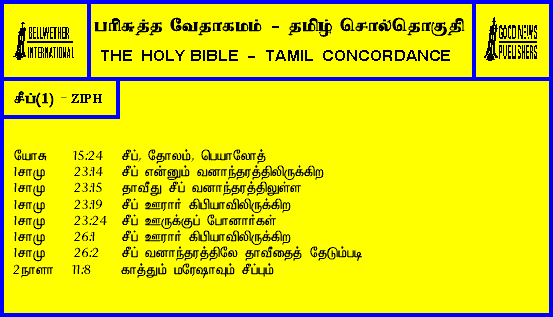 BELLWETHER
INTERNATIONAL
பரிசுத்த வேதாகமம் - தமிழ் சொல்தொகுதி
THE HOLY BIBLE - TAMIL CONCORDANCE
GOOD NEWS
PUBLISHERS
சீப்(1) - ZIPH
யோசு 15:24 சீப், தோலம், பெயாலோத்
1சாமு 23:14 சீப் என்னும் வனாந்தரத்திலிருக்கிற
1சாமு 23:15 தாவீது சீப் வனாந்தரத்திலுள்ள
1சாமு 23:19 சீப் ஊரார் கிபியாவிலிருக்கிற
1சாமு 23:24 சீப் ஊருக்குப் போனார்கள்
1சாமு 26:1 சீப் ஊரார் கிபியாவிலிருக்கிற
1சாமு 26:2 சீப் வனாந்தரத்திலே தாவீதைத் தேடும்படி
2நாளா 11:8 காத்தும் மரேஷாவும் சீப்பும்